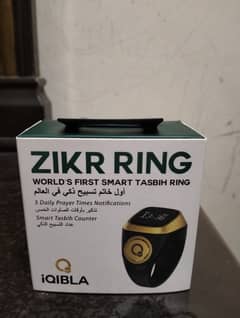 ZIKR RING
WORLD'S FIRST SMART TASBIH RING
أول خاتم تسبيح ذكي في العالم
5 Daily Prayer Times Notifications
تذكير بأوقات الصلوات الخمس
Smart Tasbih Counter
عداد التسبيح الذكي
iQIBLA